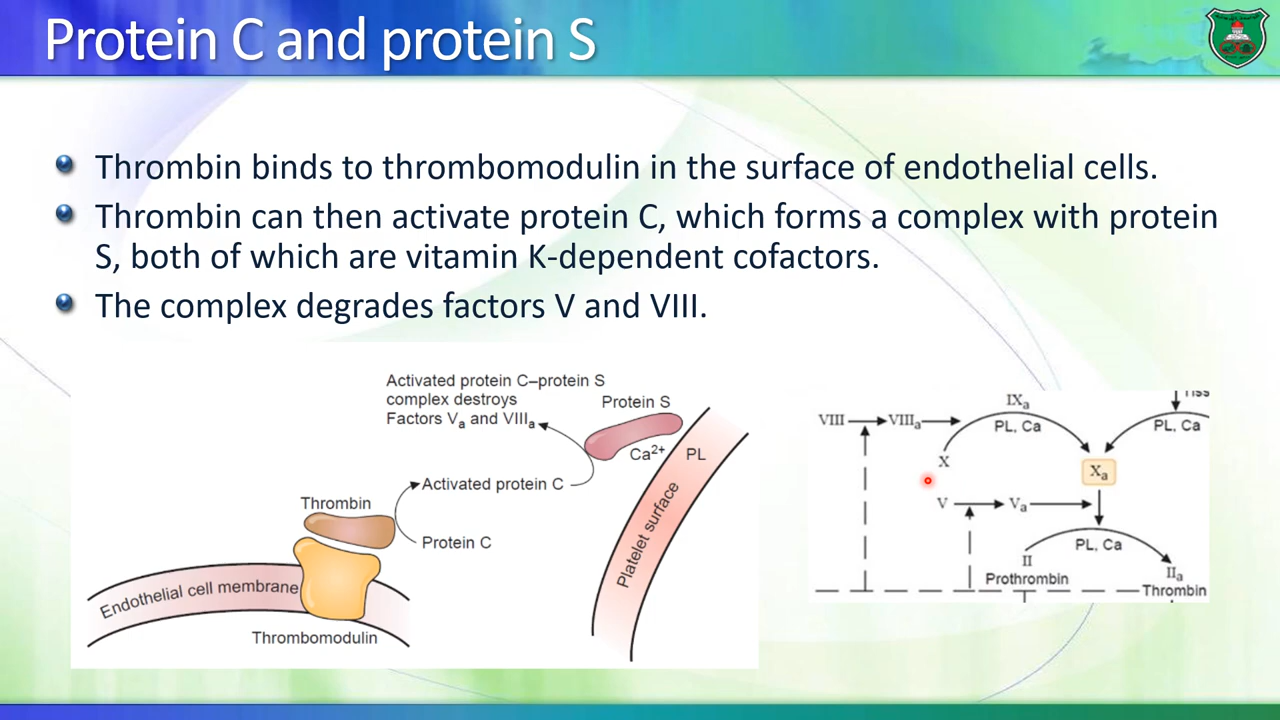 Protein C and protein S
Thrombin binds to thrombomodulin in the surface of endothelial cells.
Thrombin can then activate protein C, which forms a complex with protein
S, both of which are vitamin K-dependent cofactors.
The complex degrades factors V and VIII.
Activated protein C–protein S
complex destroys
Factors Vₐ and VIIIₐ
Protein S
Ca²⁺
PL
Activated protein C
Thrombin
Protein C
Platelet surface
Endothelial cell membrane
Thrombomodulin
IXₐ
VIII
VIIIₐ
PL, Ca
PL, Ca
X
Xₐ
V
Vₐ
PL, Ca
II
Prothrombin
IIₐ
Thrombin